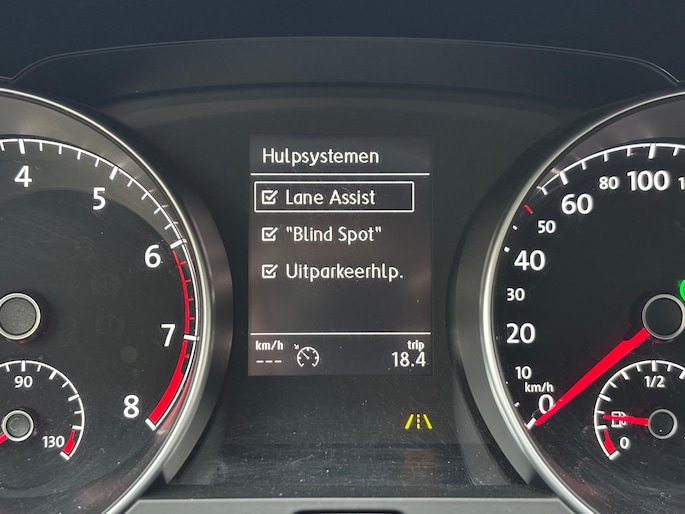 Hulpsystemen
Lane Assist
"Blind Spot"
Uitparkeerhlp.
km/h
trip
---
18.4
4
5
6
7
8
90
130
0
10
20
30
40
50
60
80
100
km/h
1/2
0